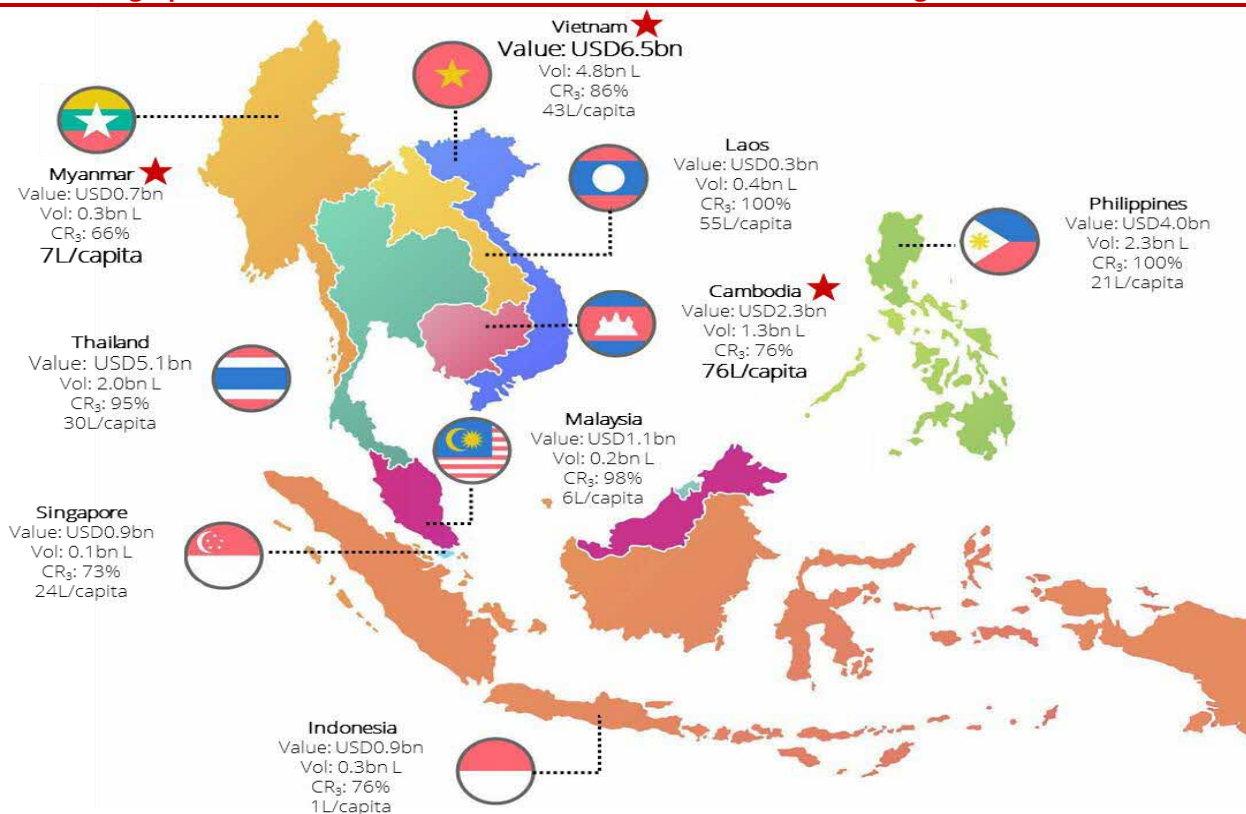 Vietnam
Value: USD6.5bn
Vol: 4.8bn L
CR₃: 86%
43L/capita
Laos
Value: USD0.3bn
Vol: 0.4bn L
CR₃: 100%
55L/capita
Myanmar
Value: USD0.7bn
Vol: 0.3bn L
CR₃: 66%
7L/capita
Philippines
Value: USD4.0bn
Vol: 2.3bn L
CR₃: 100%
21L/capita
Cambodia
Value: USD2.3bn
Vol: 1.3bn L
CR₃: 76%
76L/capita
Thailand
Value: USD5.1bn
Vol: 2.0bn L
CR₃: 95%
30L/capita
Malaysia
Value: USD1.1bn
Vol: 0.2bn L
CR₃: 98%
6L/capita
Singapore
Value: USD0.9bn
Vol: 0.1bn L
CR₃: 73%
24L/capita
Indonesia
Value: USD0.9bn
Vol: 0.3bn L
CR₃: 76%
1L/capita